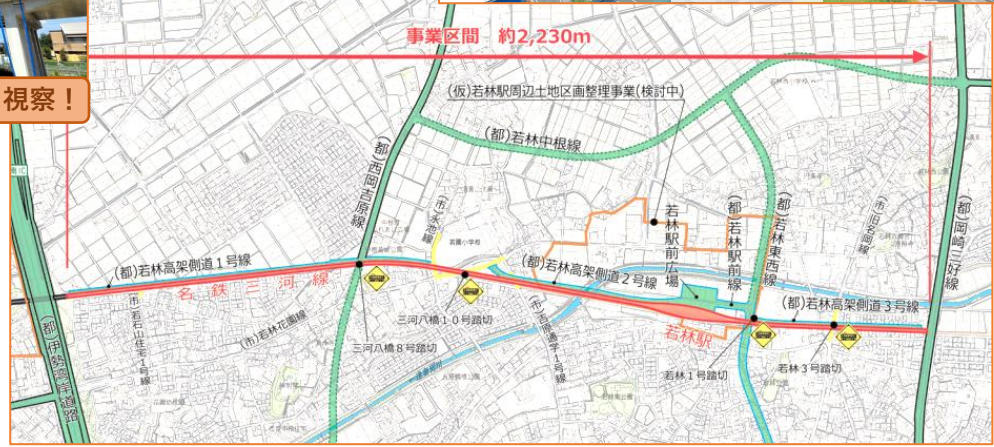 視察!
事業区間 約2,230m
(仮)若林駅周辺土地区画整理事業(検討中)
(都)若林中根線
(都)西岡吉原線
(市)永池線
若園小学校
若林駅前広場
(都)若林駅前線
(都)若林東西線
(市)旧名岡線
(都)岡崎三好線
(都)若林高架側道1号線
(都)若林高架側道2号線
(都)若林高架側道3号線
名鉄三河線
(市)若石山住宅1号線
(市)若林花園線
三河八橋8号踏切
三河八橋10号踏切
(市)吉原通学1号線
若林駅
若林1号踏切
若林3号踏切
(都)伊勢湾岸道路